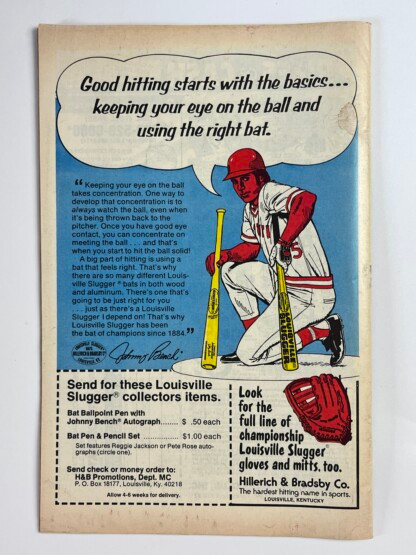 Good hitting starts with the basics...
keeping your eye on the ball and
using the right bat.
“ Keeping your eye on the ball
takes concentration. One way to
develop that concentration is to
always watch the ball, even when
it's being thrown back to the
pitcher. Once you have good eye
contact, you can concentrate on
meeting the ball . . . and that's
when you start to hit the ball solid!
A big part of hitting is using a
bat that feels right. That's why
there are so many different Louis-
ville Slugger® bats in both wood
and aluminum. There's one that's
going to be just right for you
. . . just as there's a Louisville
Slugger I depend on! That's why
Louisville Slugger has been
the bat of champions since 1884.”
Johnny Bench
5
Send for these Louisville
Slugger® collectors items.
Bat Ballpoint Pen with
Johnny Bench® Autograph........ $ .50 each
Bat Pen & Pencil Set ............... $1.00 each
Set features Reggie Jackson or Pete Rose auto-
graphs (circle one).
Send check or money order to:
H&B Promotions, Dept. MC
P. O. Box 18177, Louisville, Ky. 40218
Allow 4-6 weeks for delivery.
Look
for the
full line of
championship
Louisville Slugger®
gloves and mitts, too.
Hillerich & Bradsby Co.
The hardest hitting name in sports.
LOUISVILLE, KENTUCKY